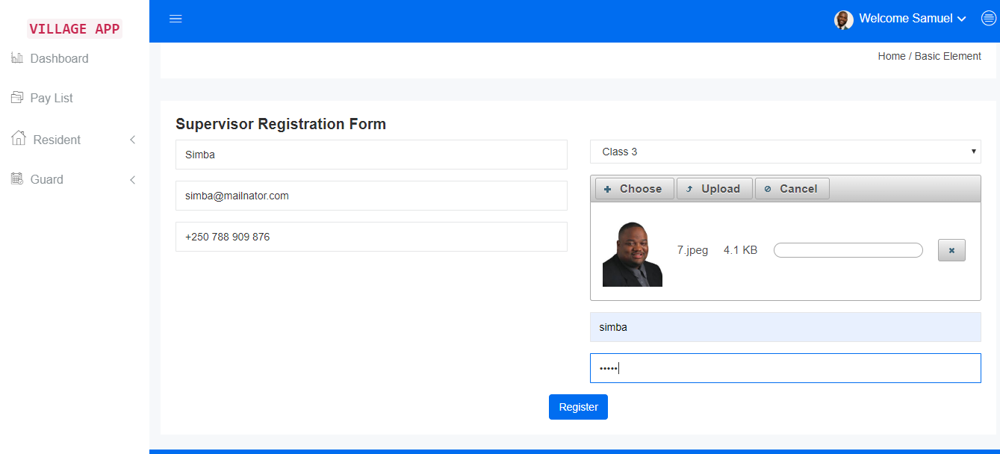 VILLAGE APP
Welcome Samuel
Dashboard
Pay List
Resident
Guard
Home / Basic Element
Supervisor Registration Form
Simba
simba@mailnator.com
+250 788 909 876
Class 3
Choose
Upload
Cancel
7.jpeg 4.1 KB
simba
•••••
Register